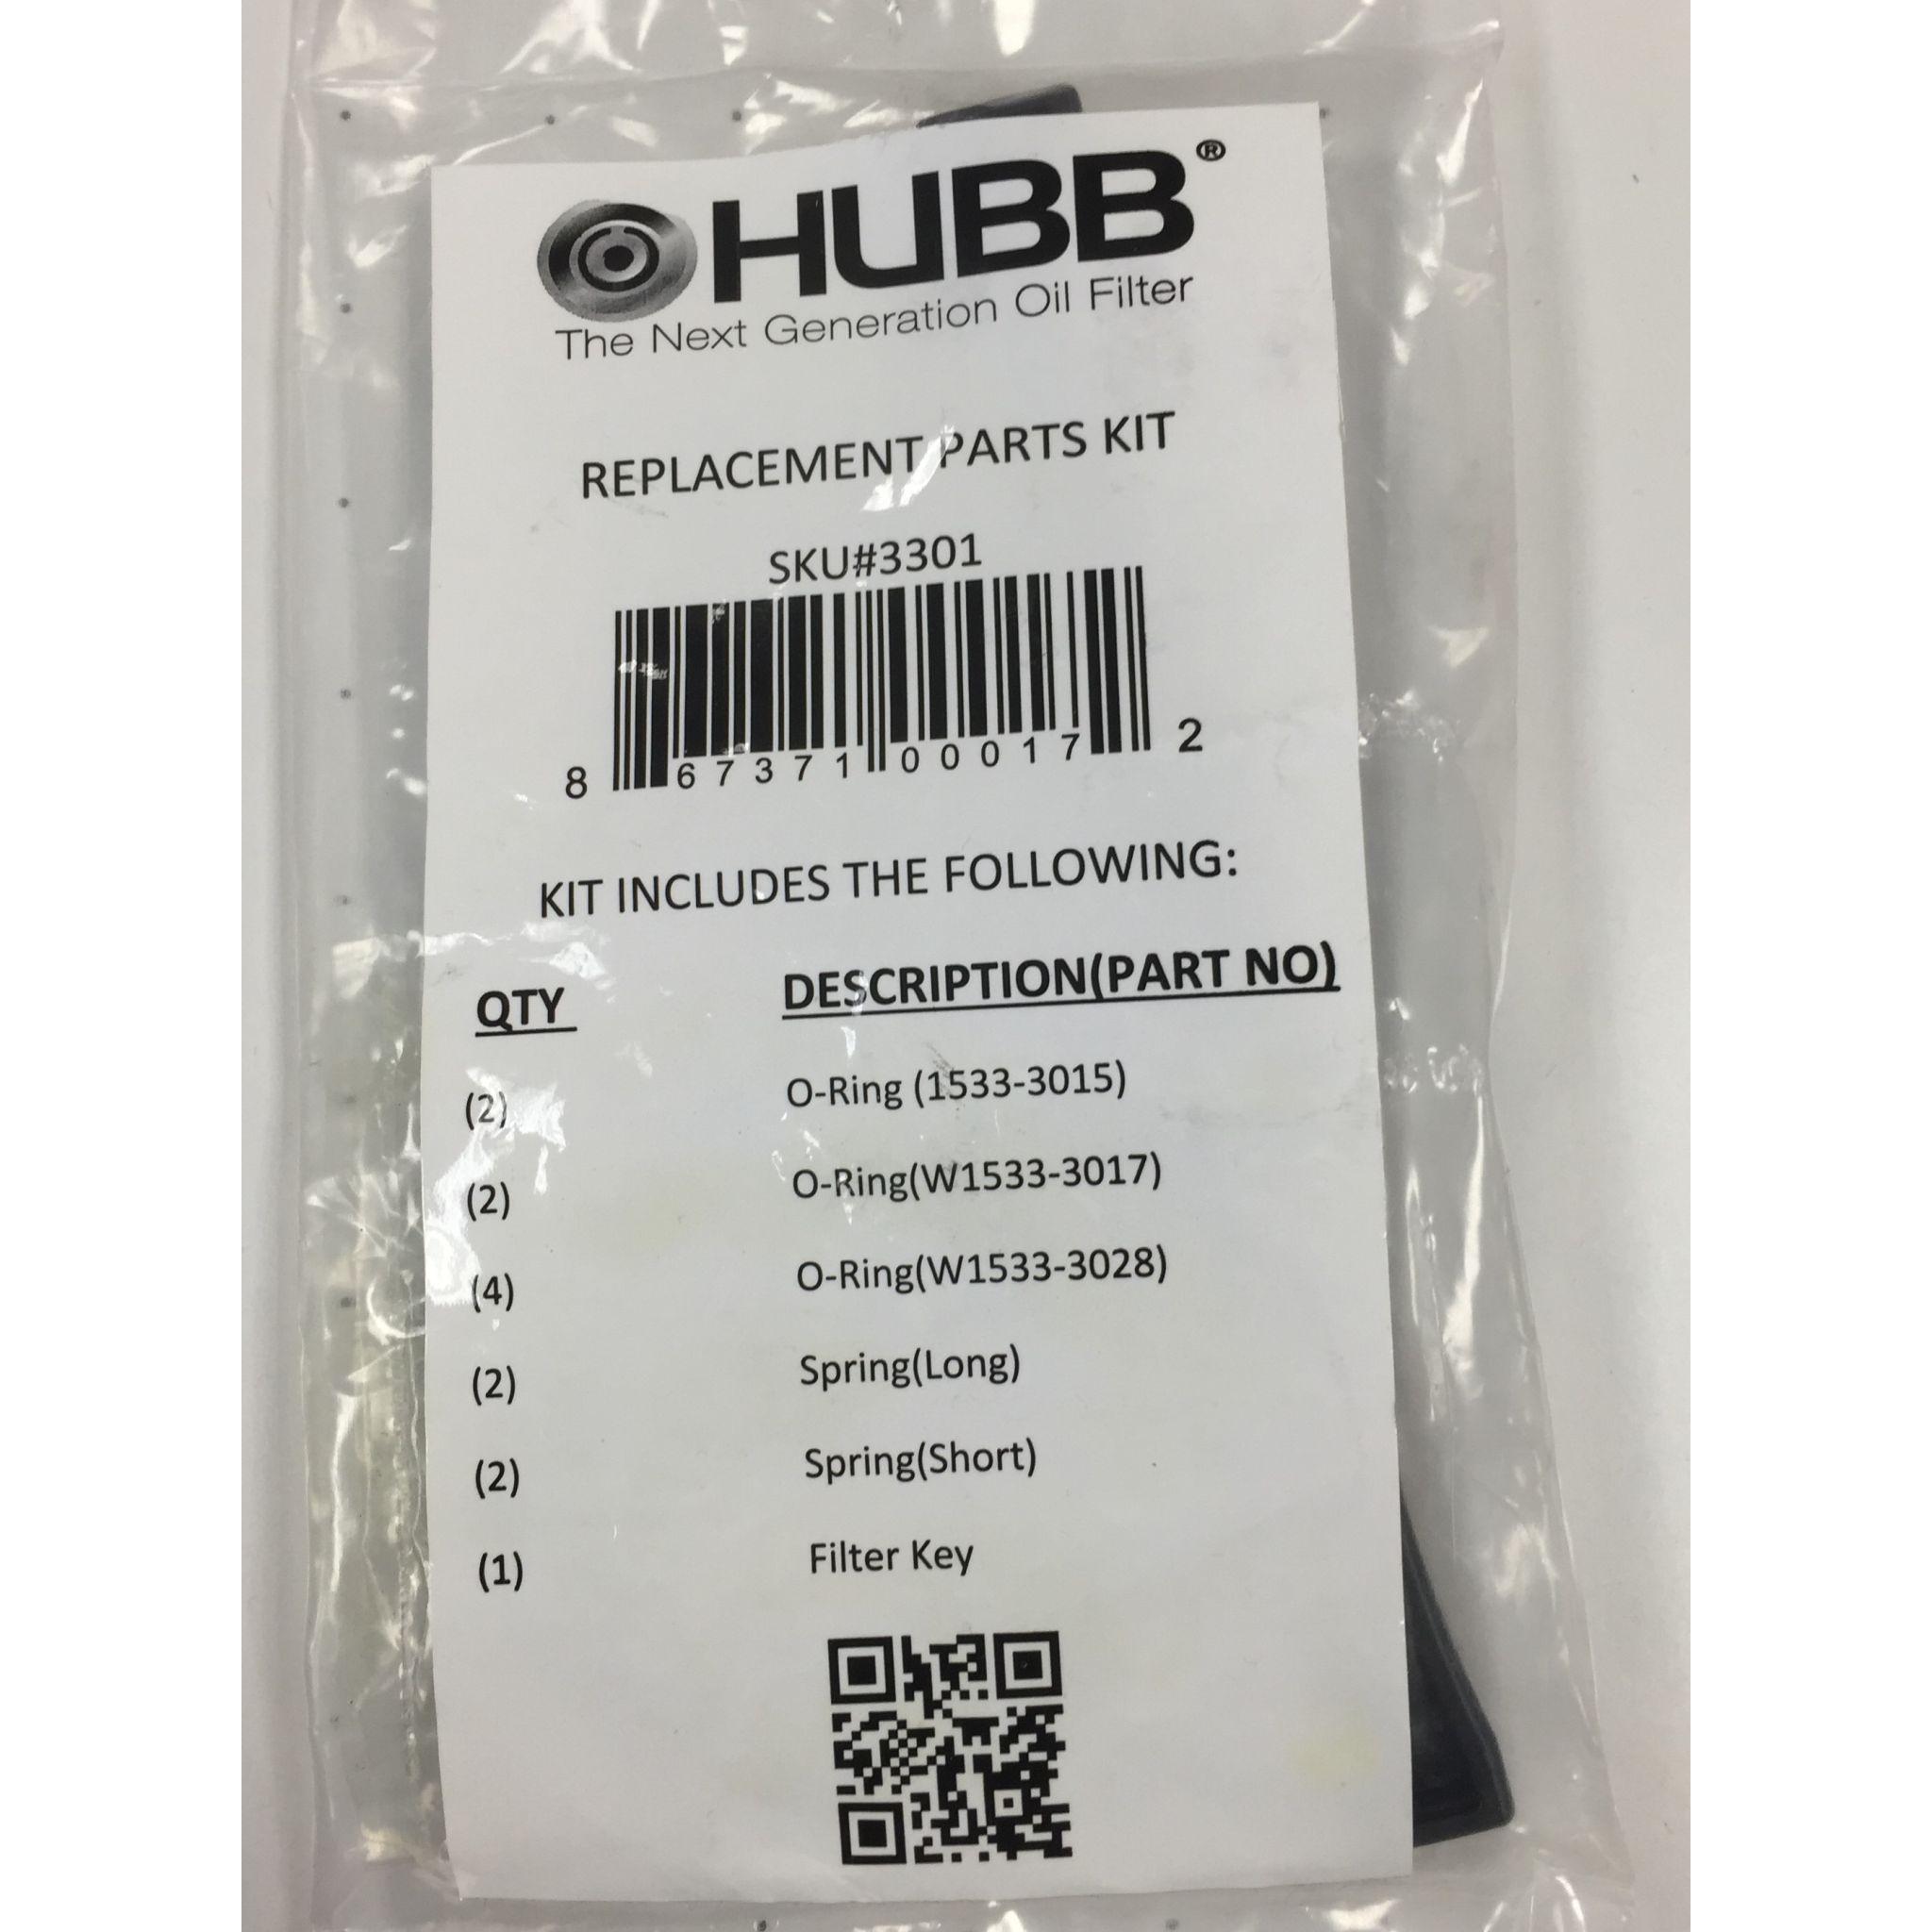 HUBB®
The Next Generation Oil Filter
REPLACEMENT PARTS KIT
SKU#3301
8 67371 00017 2
KIT INCLUDES THE FOLLOWING:
QTY DESCRIPTION(PART NO)
(2) O-Ring (1533-3015)
(2) O-Ring(W1533-3017)
(4) O-Ring(W1533-3028)
(2) Spring(Long)
(2) Spring(Short)
(1) Filter Key